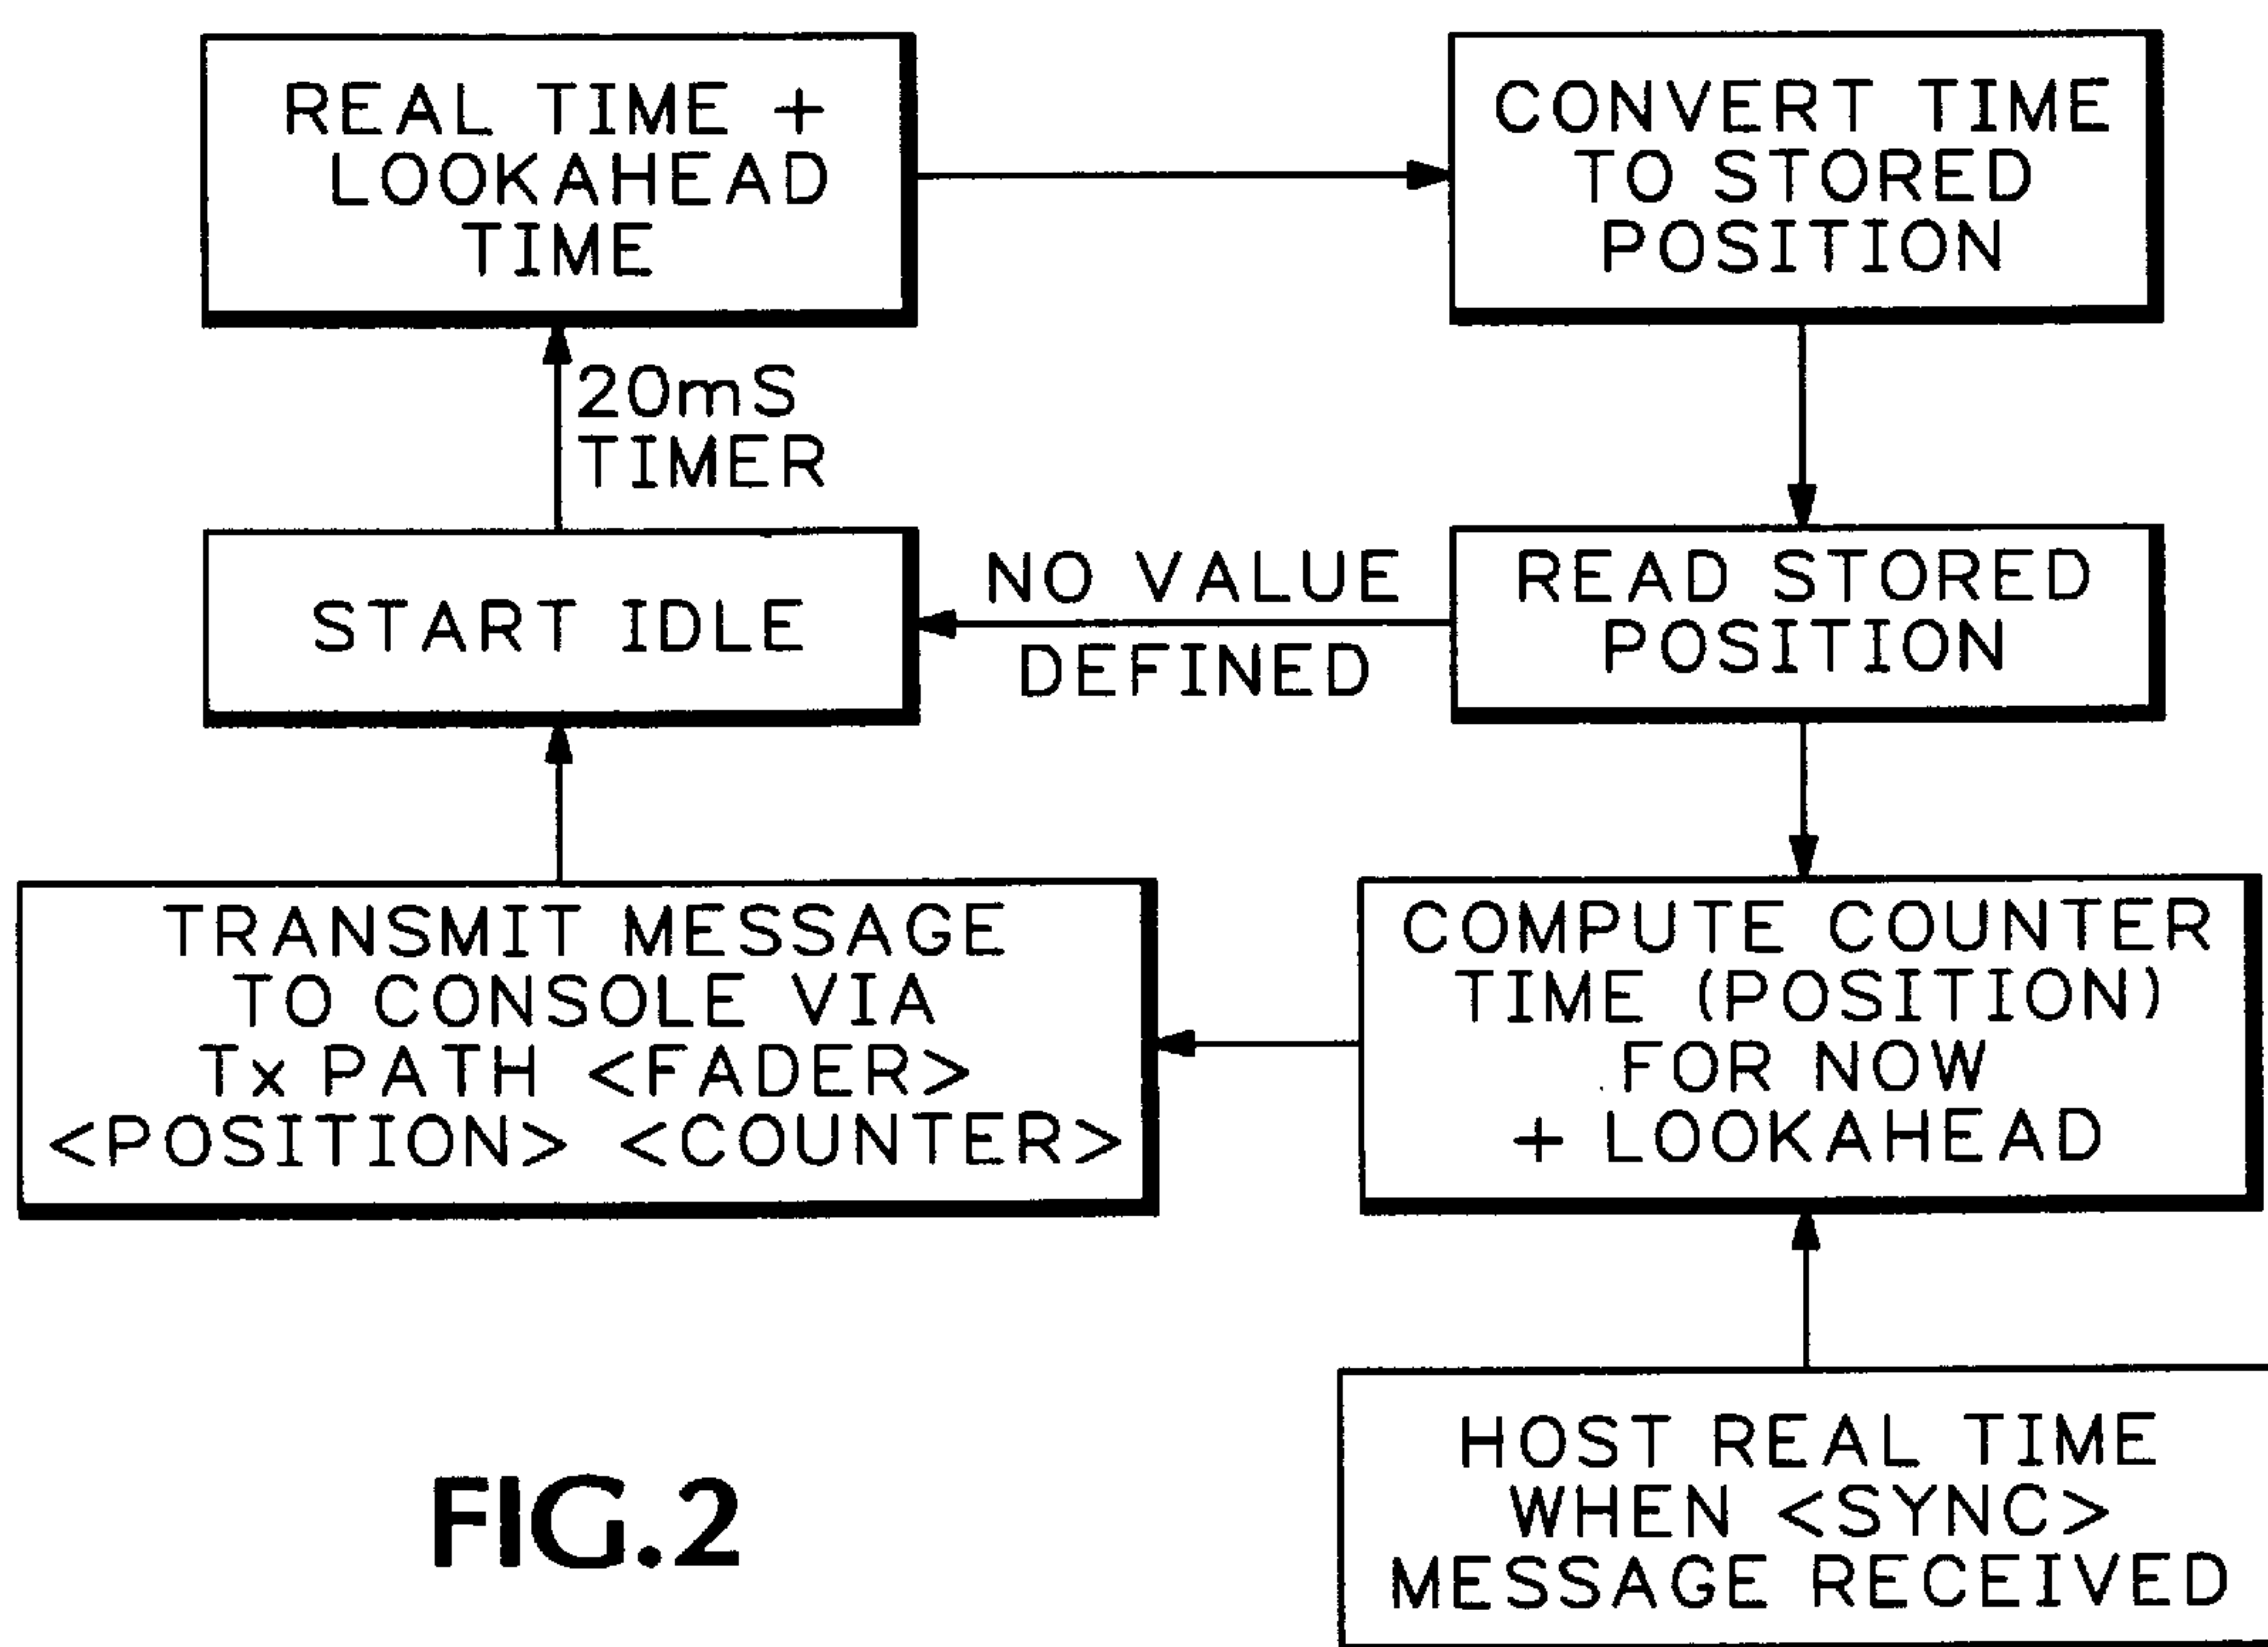 REAL TIME +
LOOKAHEAD
TIME
CONVERT TIME
TO STORED
POSITION
20mS
TIMER
START IDLE
NO VALUE
DEFINED
READ STORED
POSITION
TRANSMIT MESSAGE
TO CONSOLE VIA
Tx PATH <FADER>
<POSITION> <COUNTER>
COMPUTE COUNTER
TIME (POSITION)
FOR NOW
+ LOOKAHEAD
HOST REAL TIME
WHEN <SYNC>
MESSAGE RECEIVED
FIG.2